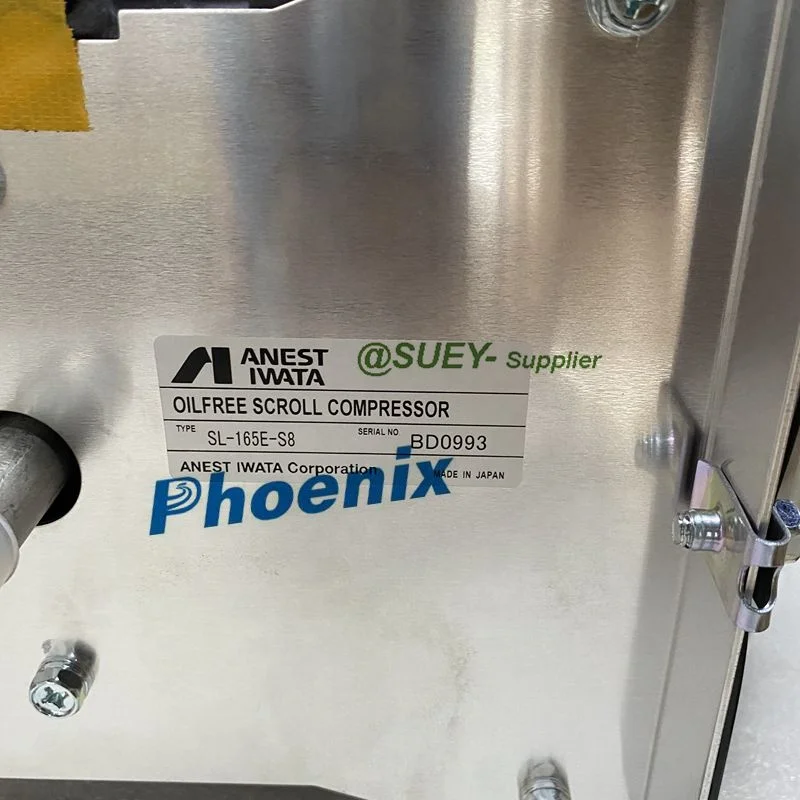 ANEST
IWATA
@SUEY- Supplier
OILFREE SCROLL COMPRESSOR
TYPE SL-165E-S8 SERIAL NO BD0993
ANEST IWATA Corporation MADE IN JAPAN
Phoenix